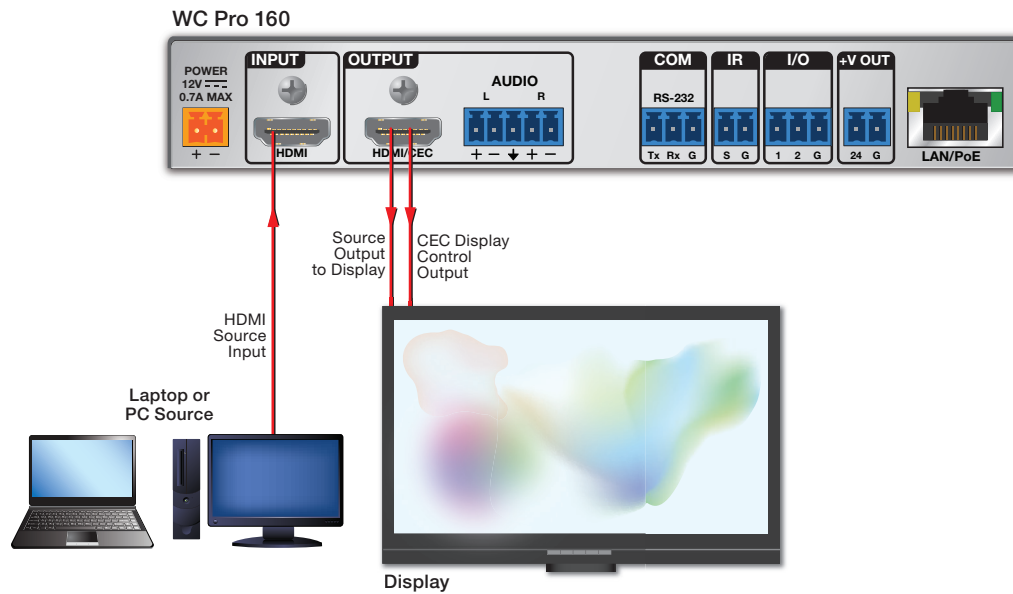 WC Pro 160
POWER
12V
0.7A MAX
+ −
INPUT
HDMI
OUTPUT
HDMI/CEC
AUDIO
L R
+ − + −
COM
RS-232
Tx Rx G
IR
S G
I/O
1 2 G
+V OUT
24 G
LAN/PoE
Source
Output
to Display
CEC Display
Control
Output
HDMI
Source
Input
Laptop or
PC Source
Display